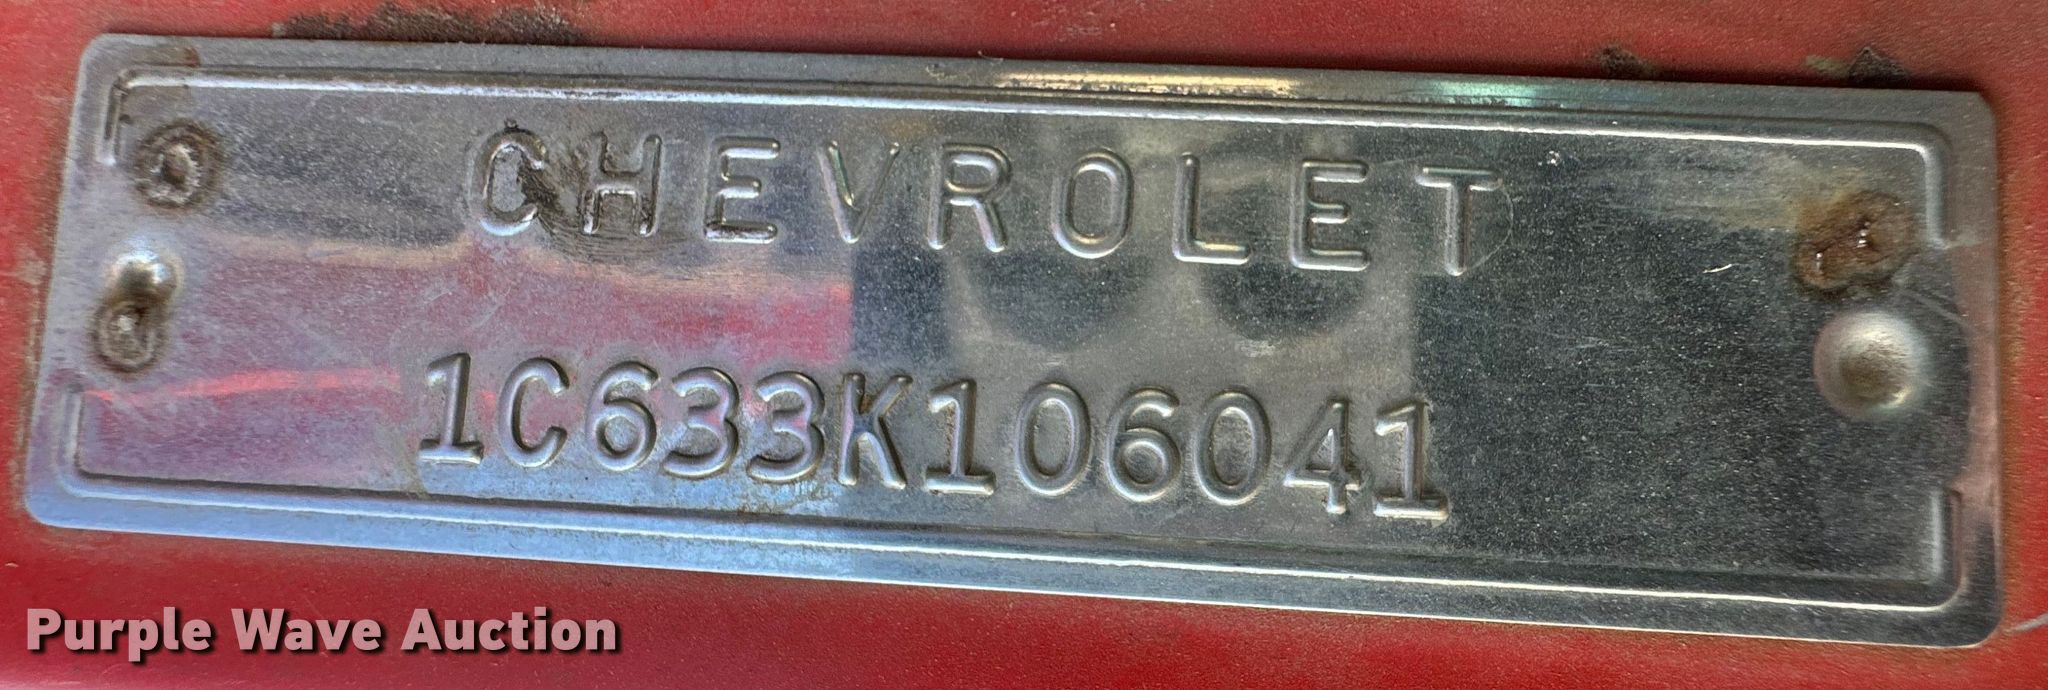 CHEVROLET
1C633K106041
Purple Wave Auction